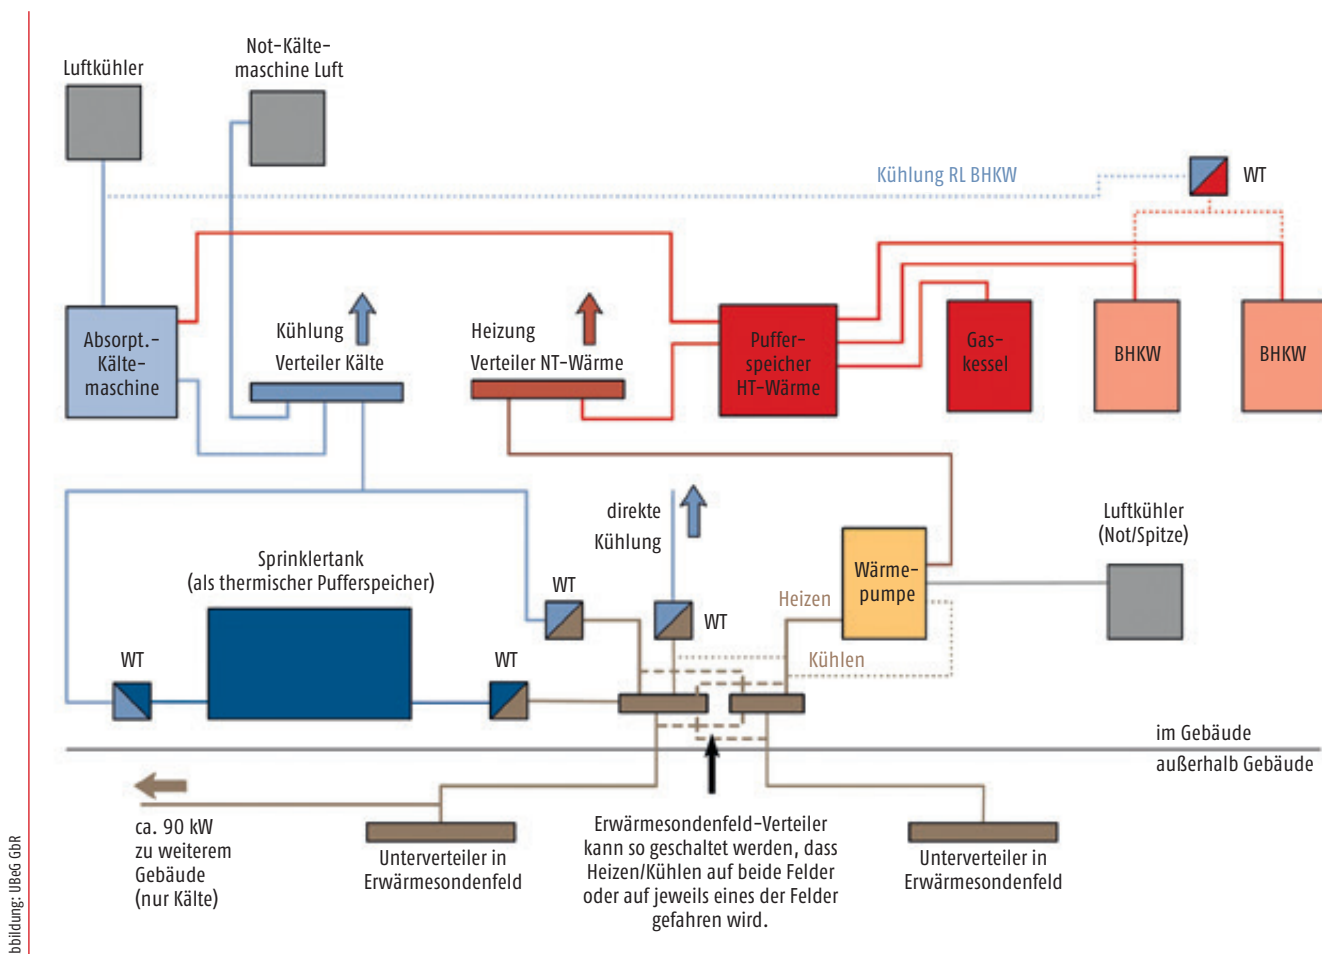 Luftkühler
Not-Kälte-
maschine Luft
Kühlung RL BHKW
WT
Absorpt.-
Kälte-
maschine
Kühlung
Verteiler Kälte
Heizung
Verteiler NT-Wärme
Puffer-
speicher
HT-Wärme
Gas-
kessel
BHKW
BHKW
direkte
Kühlung
Luftkühler
(Not/Spitze)
Sprinklertank
(als thermischer Pufferspeicher)
WT
WT
Heizen
Wärme-
pumpe
Kühlen
WT
WT
im Gebäude
außerhalb Gebäude
ca. 90 kW
zu weiterem
Gebäude
(nur Kälte)
Unterverteiler in
Erwärmesondenfeld
Erwärmesondenfeld-Verteiler
kann so geschaltet werden, dass
Heizen/Kühlen auf beide Felder
oder auf jeweils eines der Felder
gefahren wird.
Unterverteiler in
Erwärmesondenfeld
bbildung: UBeG GbR